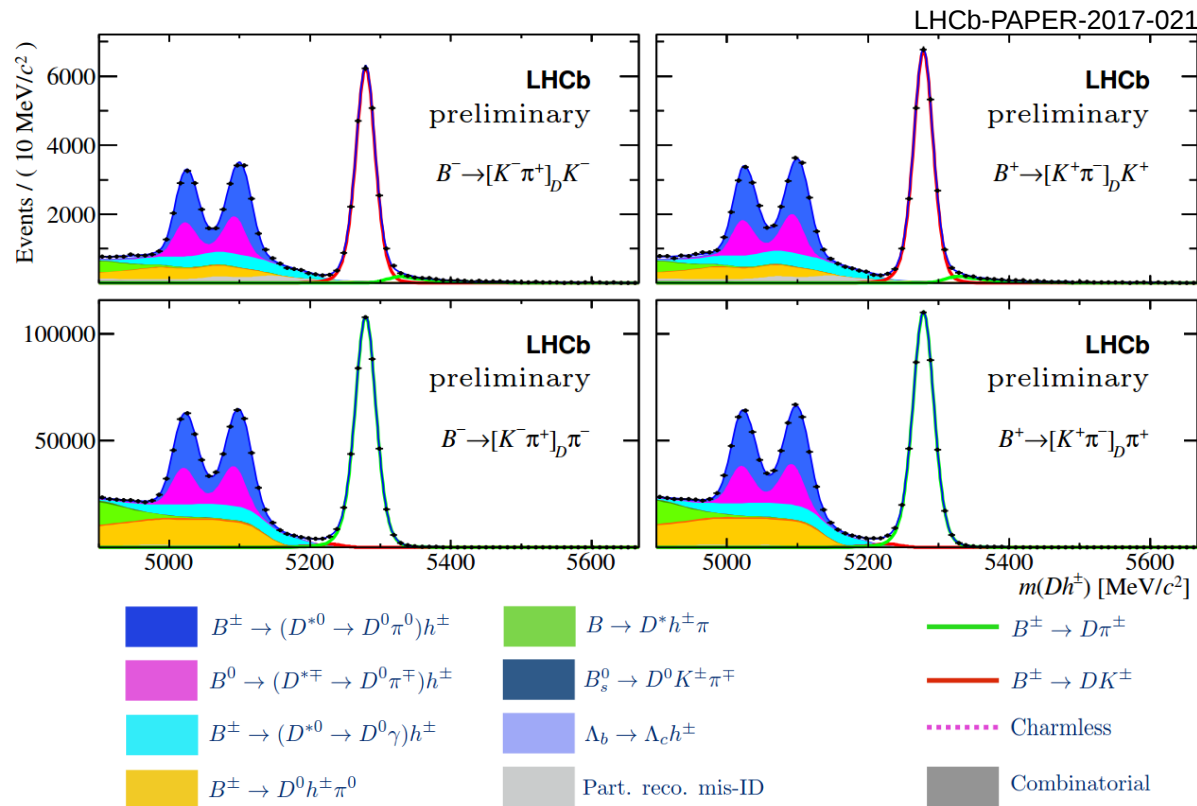 LHCb-PAPER-2017-021
Events / ( 10 MeV/c²)
6000
4000
2000
LHCb
preliminary
B⁻→[K⁻π⁺]_D K⁻
LHCb
preliminary
B⁺→[K⁺π⁻]_D K⁺
100000
50000
LHCb
preliminary
B⁻→[K⁻π⁺]_D π⁻
LHCb
preliminary
B⁺→[K⁺π⁻]_D π⁺
5000 5200 5400 5600 5000 5200 5400 5600
m(Dh±) [MeV/c²]
B± → (D*⁰ → D⁰π⁰)h±
B⁰ → (D*∓ → D⁰π∓)h±
B± → (D*⁰ → D⁰γ)h±
B± → D⁰h±π⁰
B → D*h±π
B_s⁰ → D⁰K±π∓
Λ_b → Λ_c h±
Part. reco. mis-ID
B± → Dπ±
B± → DK±
Charmless
Combinatorial